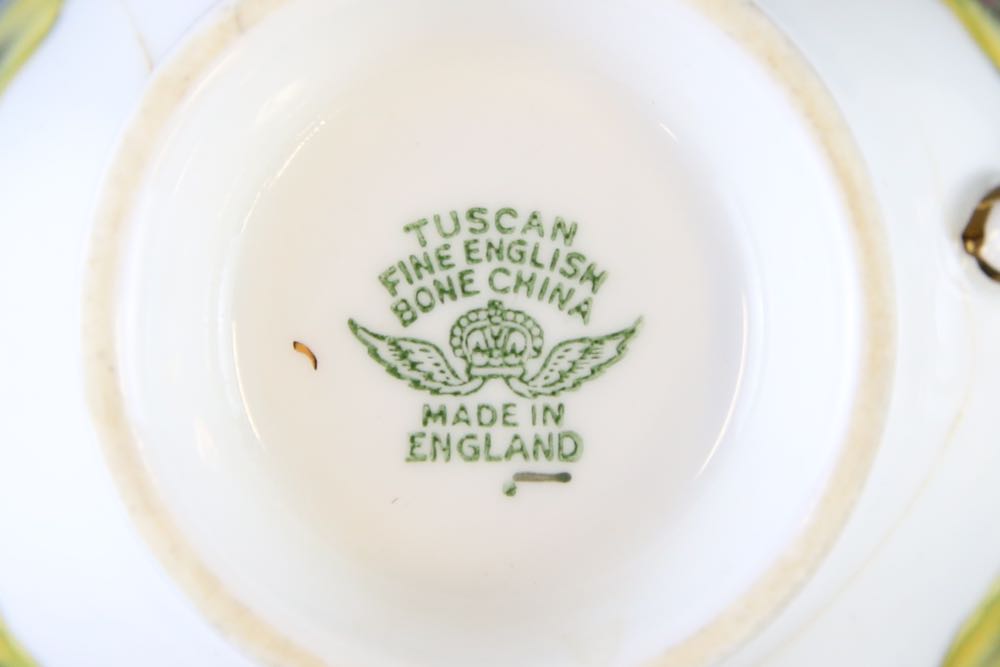 TUSCAN
FINE ENGLISH
BONE CHINA
MADE IN
ENGLAND